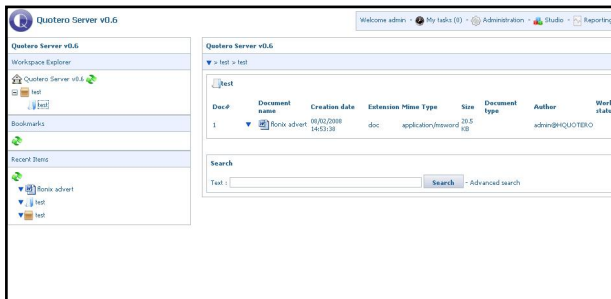 Quotero Server v0.6
Welcome admin - My tasks (0) - Administration - Studio - Reporting
Quotero Server v0.6
Workspace Explorer
Quotero Server v0.6
test
test
Bookmarks
Recent Items
flonix advert
test
test
Quotero Server v0.6
> test > test
test
Doc# Document name Creation date Extension Mime Type Size Document type Author Work state
1 flonix advert 08/02/2008 14:53:30 doc application/msword 20.5 KB admin@HQUOTERO
Search
Text : Search - Advanced search